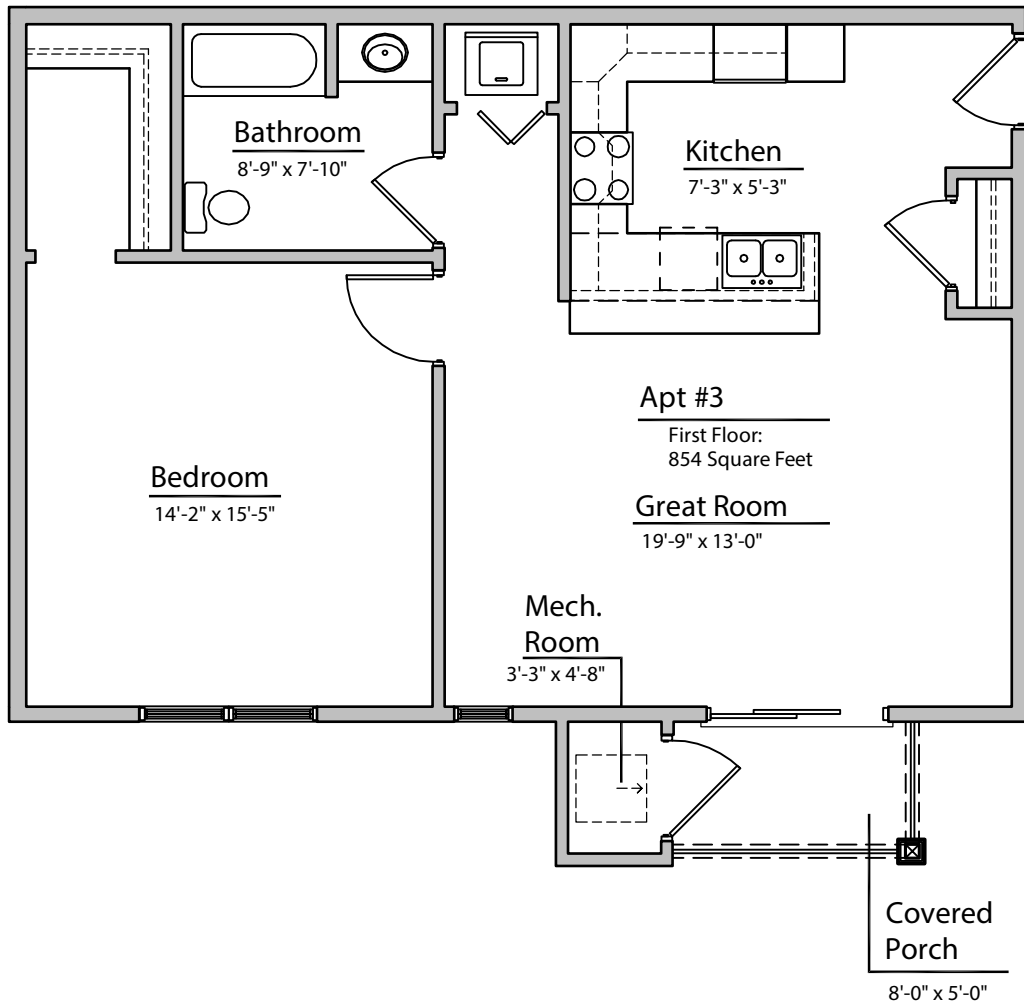 Bathroom
8'-9" x 7'-10"
Kitchen
7'-3" x 5'-3"
Apt #3
First Floor:
854 Square Feet
Bedroom
14'-2" x 15'-5"
Great Room
19'-9" x 13'-0"
Mech.
Room
3'-3" x 4'-8"
Covered
Porch
8'-0" x 5'-0"